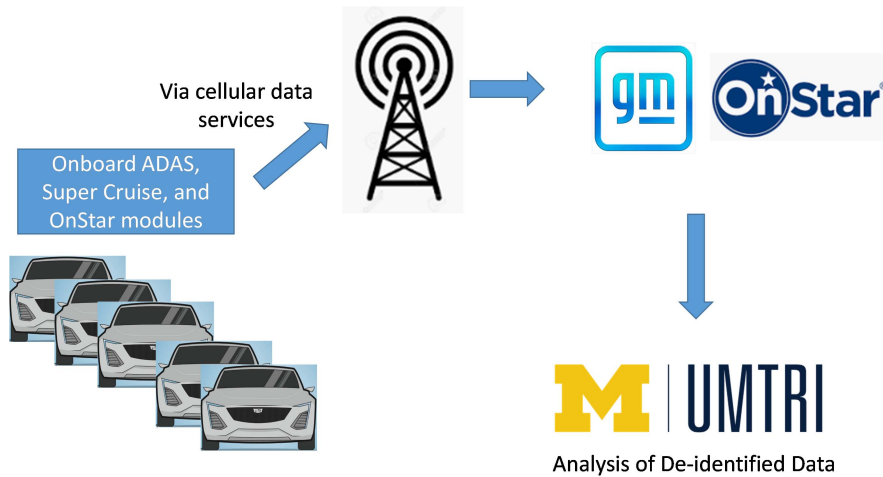 Via cellular data
services
Onboard ADAS,
Super Cruise, and
OnStar modules
gm
OnStar®
M UMTRI
Analysis of De-identified Data